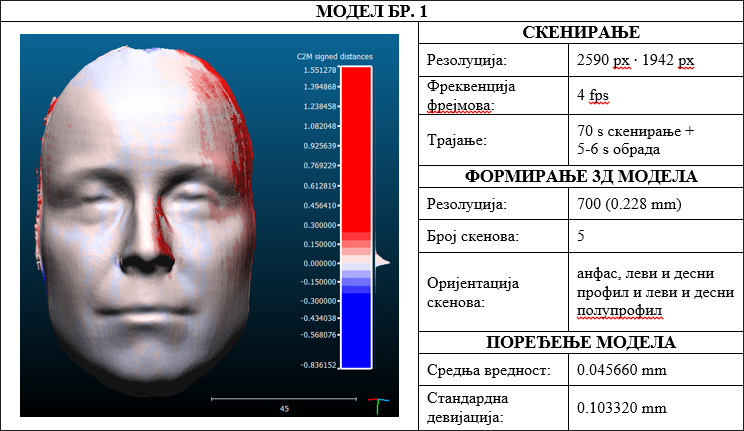 МОДЕЛ БР. 1
C2M signed distances
1.551278
1.394868
1.238458
1.082048
0.925639
0.769229
0.612819
0.456410
0.300000
0.150000
0.000000
-0.150000
-0.300000
-0.434038
-0.568076
-0.836152
45
СКЕНИРАЊЕ
Резолуција: 2590 px · 1942 px
Фреквенција
фрејмова:
4 fps
Трајање:
70 s скенирање +
5-6 s обрада
ФОРМИРАЊЕ 3Д МОДЕЛА
Резолуција: 700 (0.228 mm)
Број скенова: 5
Оријентација
скенова:
анфас, леви и десни
профил и леви и десни
полупрофил
ПОРЕЂЕЊЕ МОДЕЛА
Средња вредност: 0.045660 mm
Стандардна
девијација:
0.103320 mm